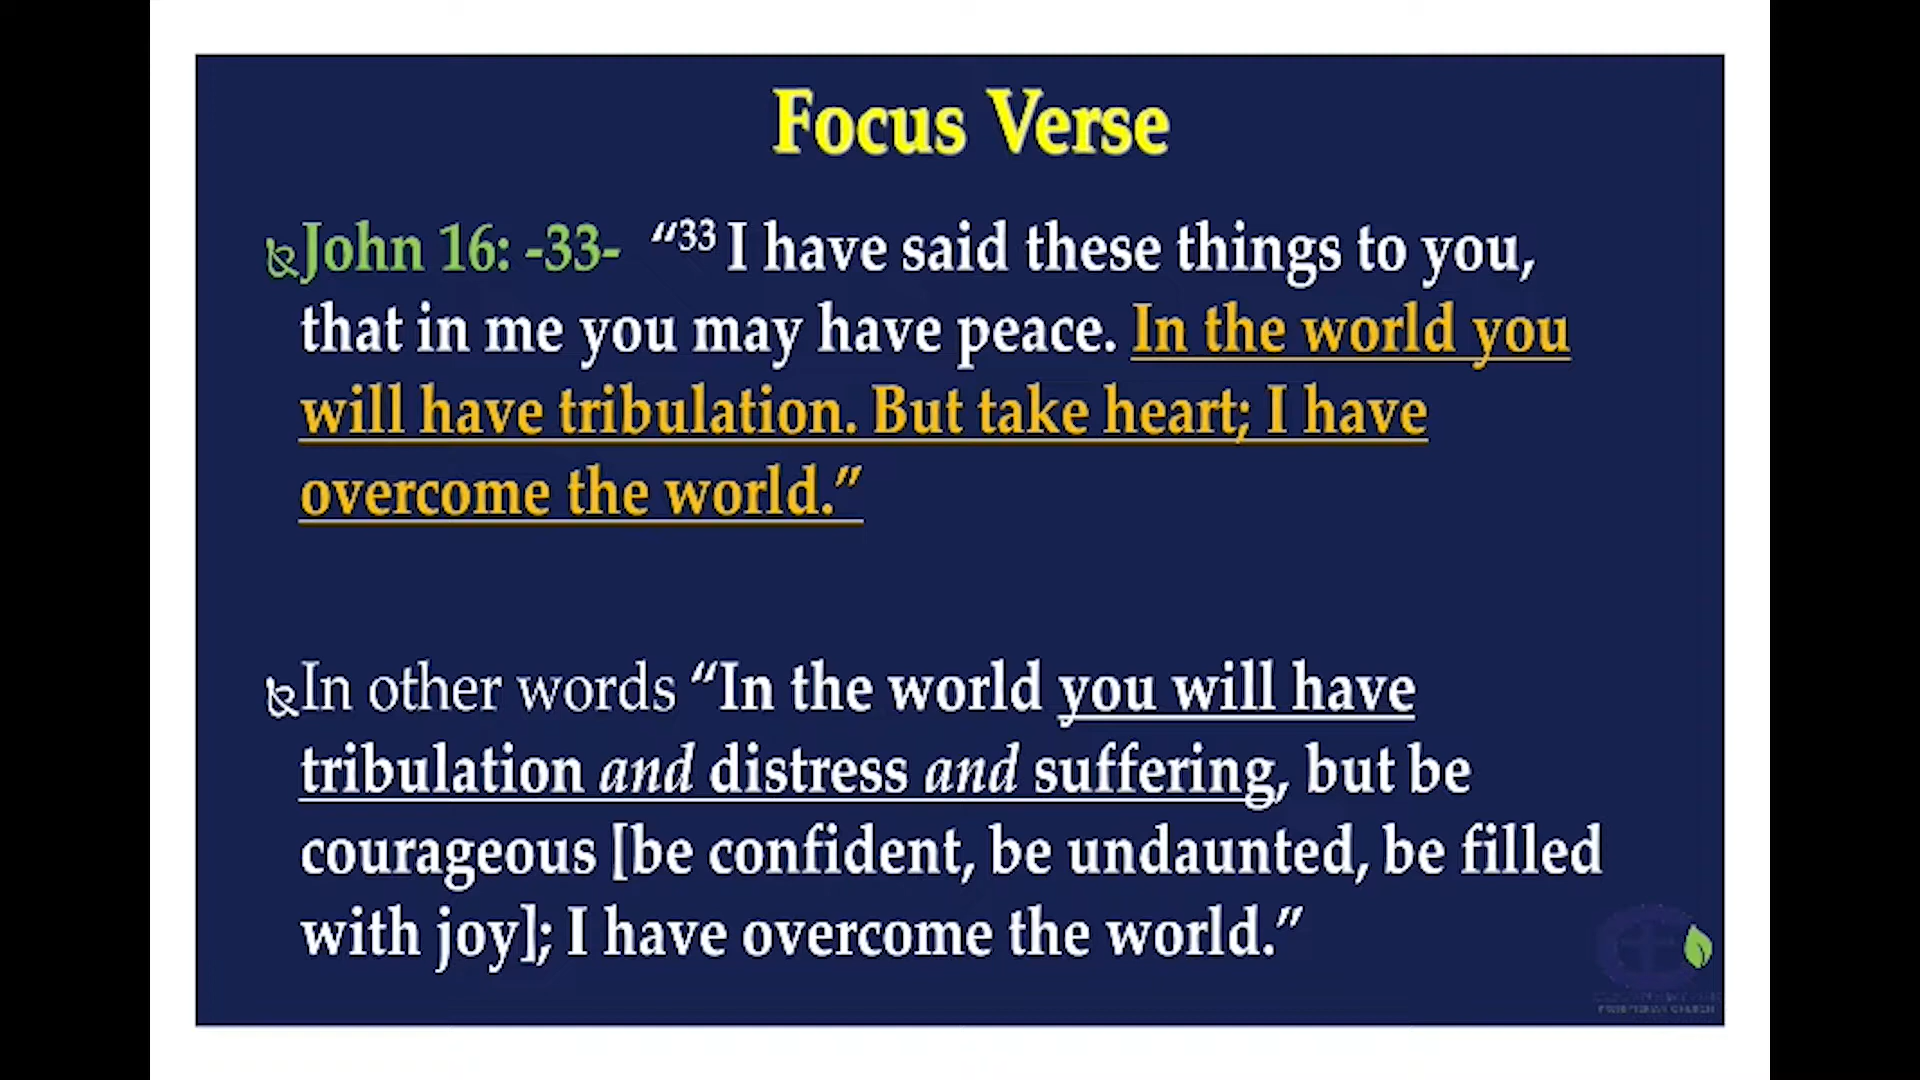 Focus Verse
John 16: -33- “33 I have said these things to you,
that in me you may have peace. In the world you
will have tribulation. But take heart; I have
overcome the world.”
In other words “In the world you will have
tribulation and distress and suffering, but be
courageous [be confident, be undaunted, be filled
with joy]; I have overcome the world.”
PRESBYTERIAN CHURCH